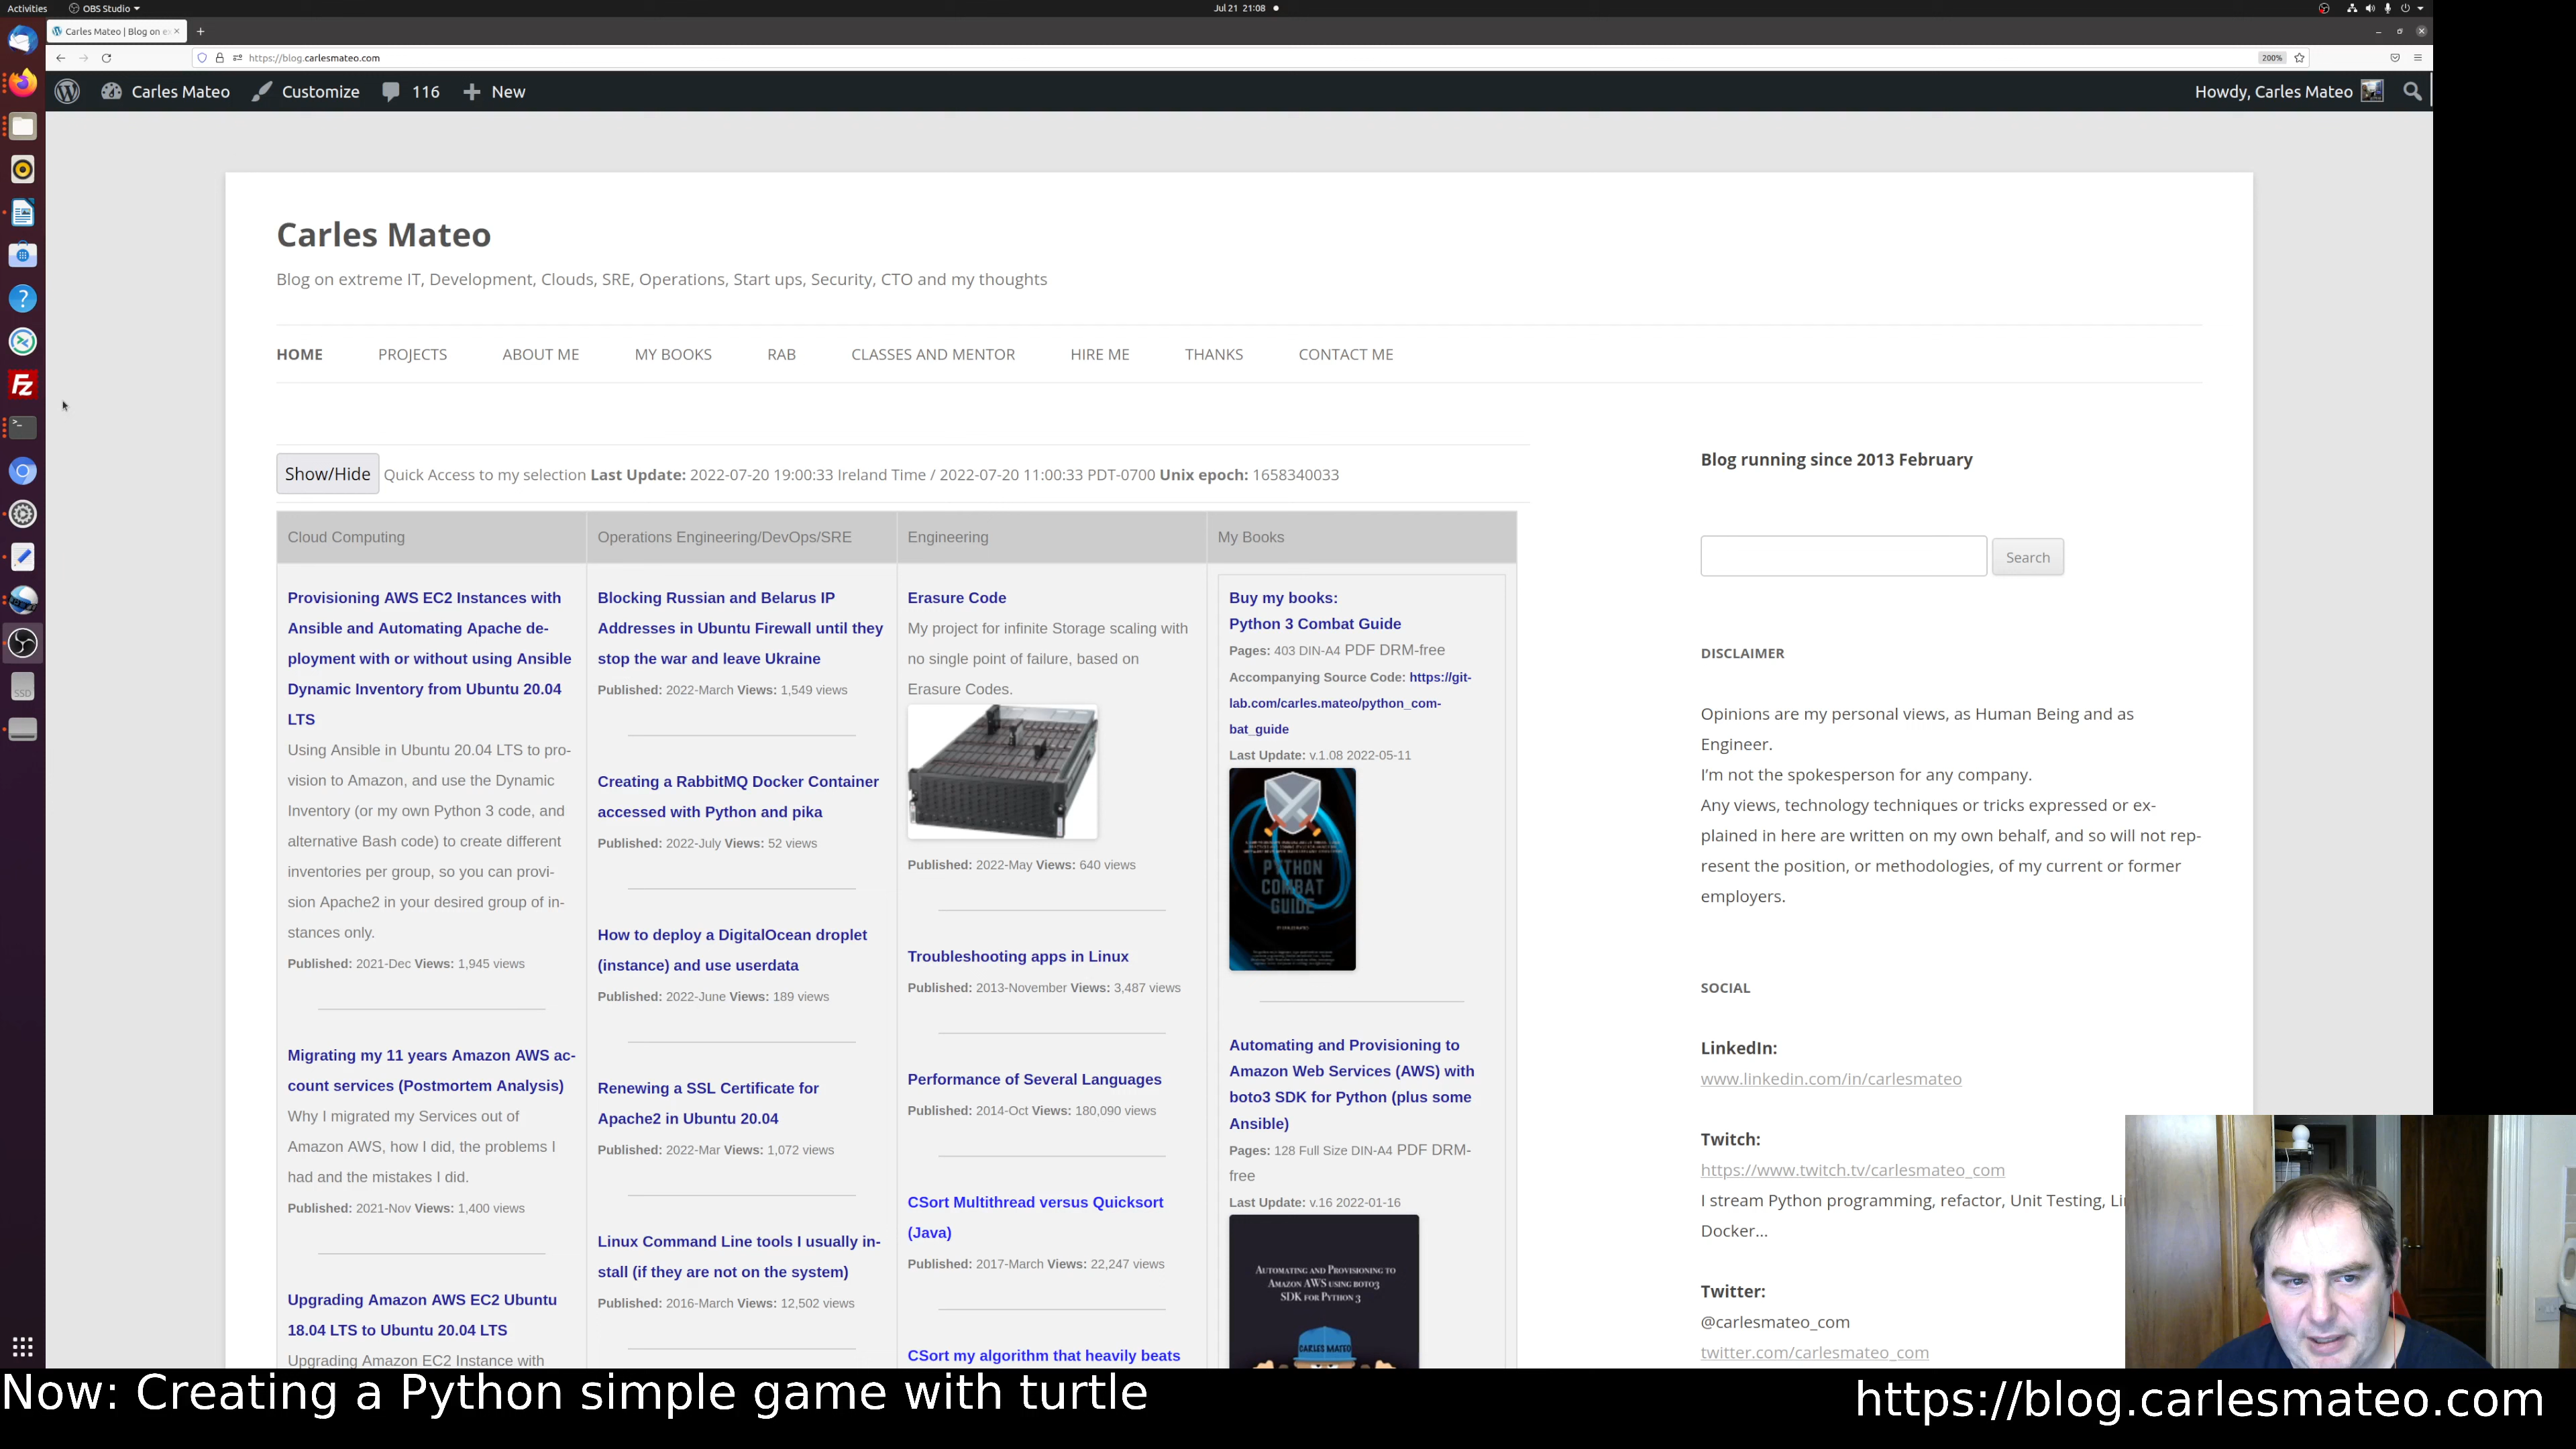 Activities
OBS Studio
Jul 21 21:08
Carles Mateo | Blog on ex
https://blog.carlesmateo.com
200%
Carles Mateo
Customize
116
New
Howdy, Carles Mateo
Carles Mateo
Blog on extreme IT, Development, Clouds, SRE, Operations, Start ups, Security, CTO and my thoughts
HOME
PROJECTS
ABOUT ME
MY BOOKS
RAB
CLASSES AND MENTOR
HIRE ME
THANKS
CONTACT ME
Show/Hide
Quick Access to my selection Last Update: 2022-07-20 19:00:33 Ireland Time / 2022-07-20 11:00:33 PDT-0700 Unix epoch: 1658340033
Cloud Computing
Operations Engineering/DevOps/SRE
Engineering
My Books
Provisioning AWS EC2 Instances with
Ansible and Automating Apache de-
ployment with or without using Ansible
Dynamic Inventory from Ubuntu 20.04
LTS
Using Ansible in Ubuntu 20.04 LTS to pro-
vision to Amazon, and use the Dynamic
Inventory (or my own Python 3 code, and
alternative Bash code) to create different
inventories per group, so you can provi-
sion Apache2 in your desired group of in-
stances only.
Published: 2021-Dec Views: 1,945 views
Migrating my 11 years Amazon AWS ac-
count services (Postmortem Analysis)
Why I migrated my Services out of
Amazon AWS, how I did, the problems I
had and the mistakes I did.
Published: 2021-Nov Views: 1,400 views
Upgrading Amazon AWS EC2 Ubuntu
18.04 LTS to Ubuntu 20.04 LTS
Upgrading Amazon EC2 Instance with
Blocking Russian and Belarus IP
Addresses in Ubuntu Firewall until they
stop the war and leave Ukraine
Published: 2022-March Views: 1,549 views
Creating a RabbitMQ Docker Container
accessed with Python and pika
Published: 2022-July Views: 52 views
How to deploy a DigitalOcean droplet
(instance) and use userdata
Published: 2022-June Views: 189 views
Renewing a SSL Certificate for
Apache2 in Ubuntu 20.04
Published: 2022-Mar Views: 1,072 views
Linux Command Line tools I usually in-
stall (if they are not on the system)
Published: 2016-March Views: 12,502 views
Erasure Code
My project for infinite Storage scaling with
no single point of failure, based on
Erasure Codes.
Published: 2022-May Views: 640 views
Troubleshooting apps in Linux
Published: 2013-November Views: 3,487 views
Performance of Several Languages
Published: 2014-Oct Views: 180,090 views
CSort Multithread versus Quicksort
(Java)
Published: 2017-March Views: 22,247 views
CSort my algorithm that heavily beats
Buy my books:
Python 3 Combat Guide
Pages: 403 DIN-A4 PDF DRM-free
Accompanying Source Code: https://git-
lab.com/carles.mateo/python_com-
bat_guide
Last Update: v.1.08 2022-05-11
PYTHON
COMBAT
GUIDE
Automating and Provisioning to
Amazon Web Services (AWS) with
boto3 SDK for Python (plus some
Ansible)
Pages: 128 Full Size DIN-A4 PDF DRM-
free
Last Update: v.16 2022-01-16
AUTOMATING AND PROVISIONING TO
AMAZON AWS USING BOTO3
SDK FOR PYTHON 3
CARLES MATEO
Blog running since 2013 February
Search
DISCLAIMER
Opinions are my personal views, as Human Being and as
Engineer.
I'm not the spokesperson for any company.
Any views, technology techniques or tricks expressed or ex-
plained in here are written on my own behalf, and so will not rep-
resent the position, or methodologies, of my current or former
employers.
SOCIAL
LinkedIn:
www.linkedin.com/in/carlesmateo
Twitch:
https://www.twitch.tv/carlesmateo_com
I stream Python programming, refactor, Unit Testing, Li
Docker...
Twitter:
@carlesmateo_com
twitter.com/carlesmateo_com
Fz
SSD
Now: Creating a Python simple game with turtle
https://blog.carlesmateo.com